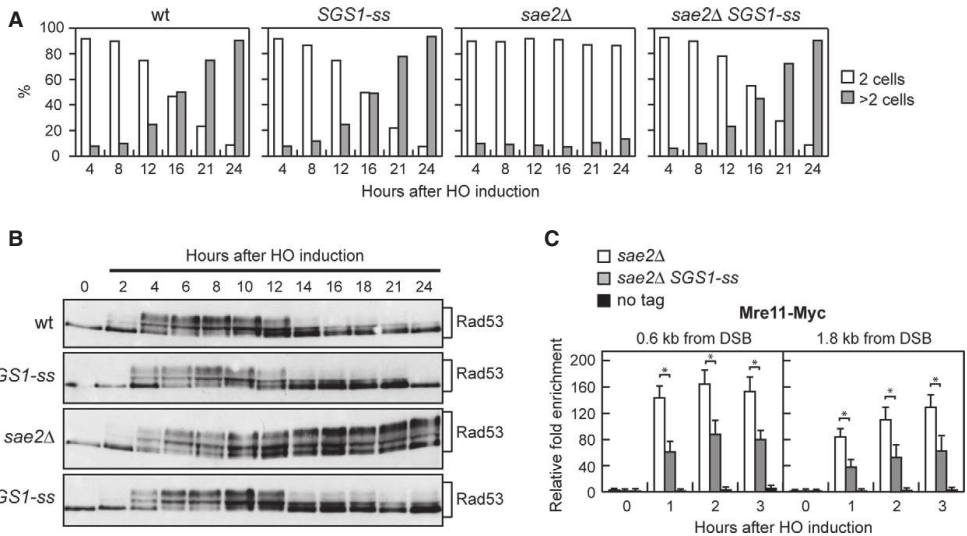 A
wt
SGS1-ss
sae2Δ
sae2Δ SGS1-ss
%
100
80
60
40
20
0
4 8 12 16 21 24
4 8 12 16 21 24
4 8 12 16 21 24
4 8 12 16 21 24
Hours after HO induction
2 cells
>2 cells
B
Hours after HO induction
0 2 4 6 8 10 12 14 16 18 21 24
wt
Rad53
GS1-ss
Rad53
sae2Δ
Rad53
GS1-ss
Rad53
C
sae2Δ
sae2Δ SGS1-ss
no tag
Mre11-Myc
0.6 kb from DSB
1.8 kb from DSB
Relative fold enrichment
200
160
120
80
40
0
* * * * * *
0 1 2 3
0 1 2 3
Hours after HO induction